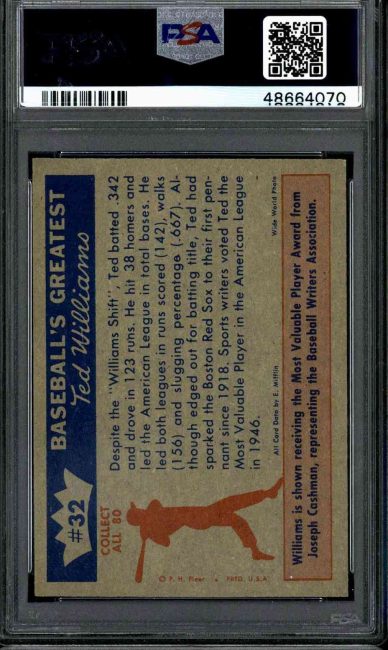 PSA
48664070
#32
BASEBALL'S GREATEST
Ted Williams
COLLECT
ALL 80
Despite the "Williams Shift", Ted batted .342
and drove in 123 runs. He hit 38 homers and
led the American League in total bases. He
led both leagues in runs scored (142), walks
(156) and slugging percentage (.667). Al-
though edged out for batting title, Ted had
sparked the Boston Red Sox to their first pen-
nant since 1918. Sports writers voted Ted the
Most Valuable Player in the American League
in 1946.
© F. H. Fleer
PRTD. U.S.A.
All Card Data by E. Mifflin
Wide World Photo
Williams is shown receiving the Most Valuable Player Award from
Joseph Cashman, representing the Baseball Writers Association.
PSA